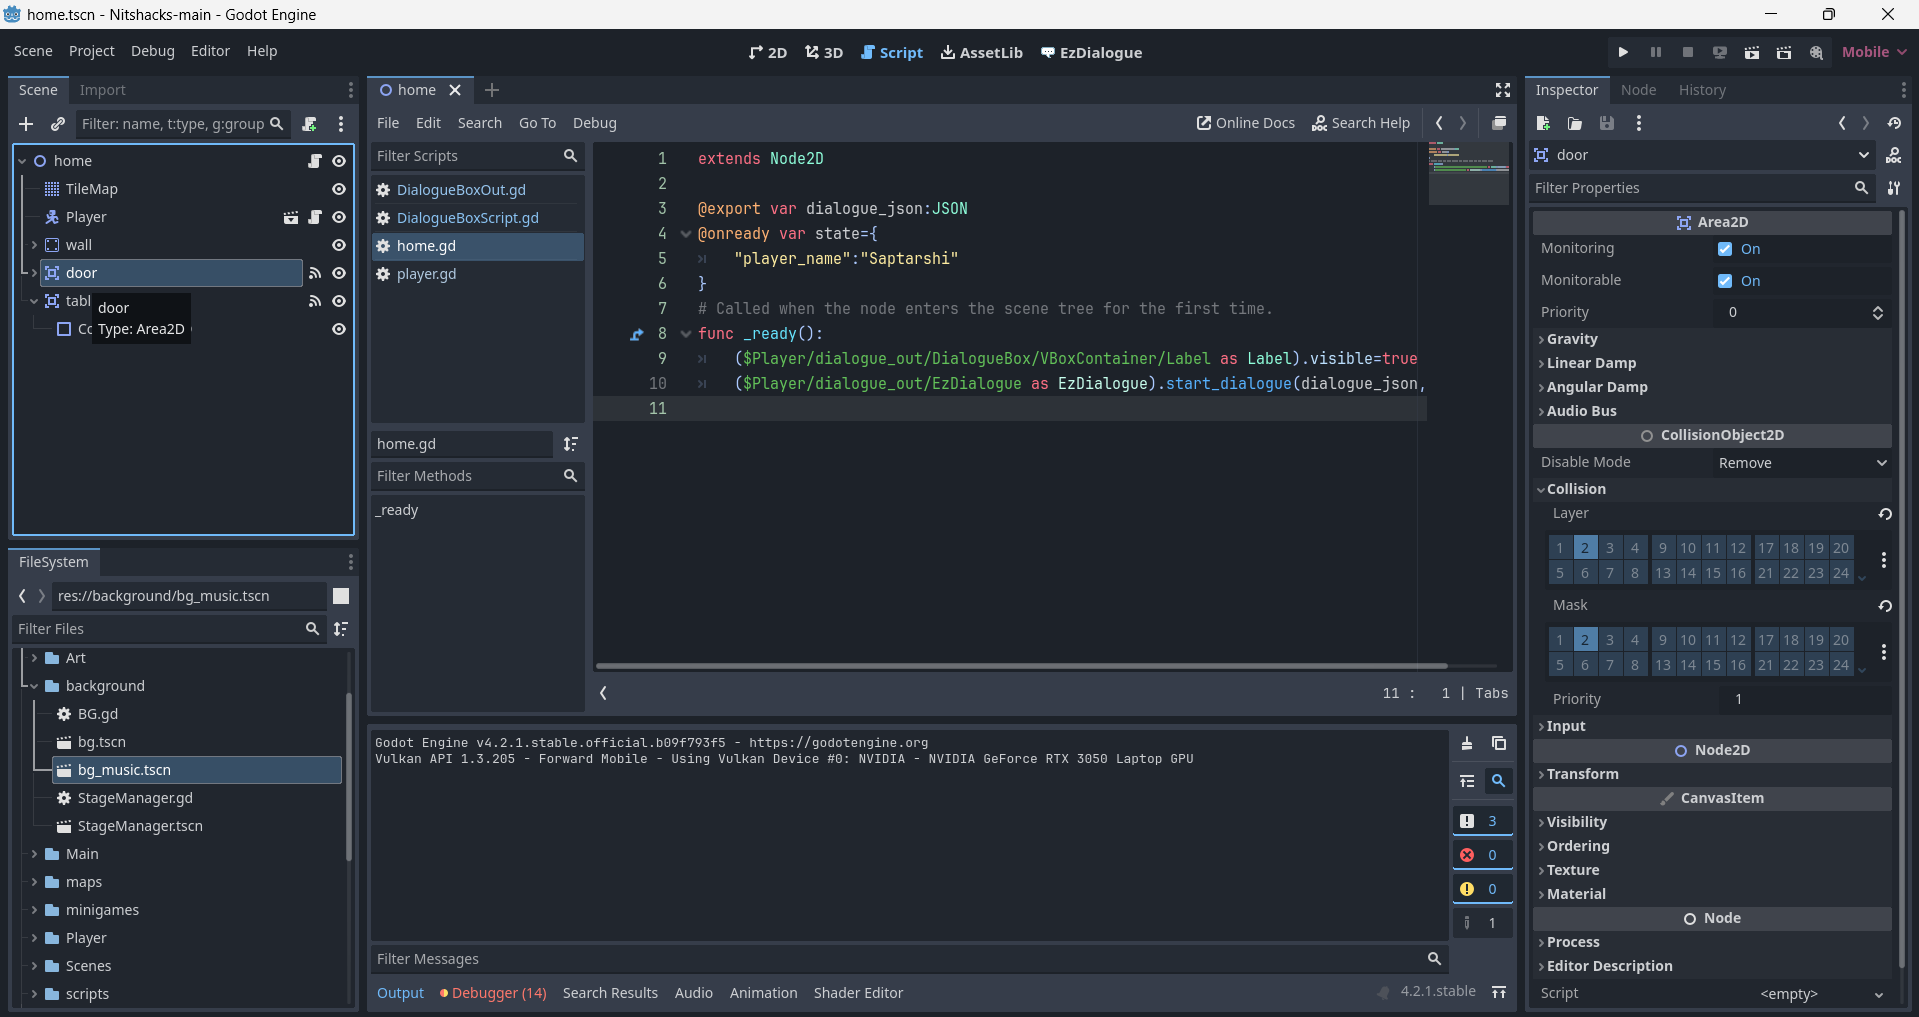 home.tscn - Nitshacks-main - Godot Engine
Scene Project Debug Editor Help
2D 3D Script AssetLib EzDialogue
Mobile
Scene Import
Filter: name, t:type, g:group
home
TileMap
Player
wall
door
tabl
Co
door
Type: Area2D
FileSystem
res://background/bg_music.tscn
Filter Files
Art
background
BG.gd
bg.tscn
bg_music.tscn
StageManager.gd
StageManager.tscn
Main
maps
minigames
Player
Scenes
scripts
home
File Edit Search Go To Debug
Online Docs Search Help
Filter Scripts
DialogueBoxOut.gd
DialogueBoxScript.gd
home.gd
player.gd
home.gd
Filter Methods
_ready
1 extends Node2D
2
3 @export var dialogue_json:JSON
4 @onready var state={
5 "player_name":"Saptarshi"
6 }
7 # Called when the node enters the scene tree for the first time.
8 func _ready():
9 ($Player/dialogue_out/DialogueBox/VBoxContainer/Label as Label).visible=true
10 ($Player/dialogue_out/EzDialogue as EzDialogue).start_dialogue(dialogue_json,
11
11 : 1 | Tabs
Godot Engine v4.2.1.stable.official.b09f793f5 - https://godotengine.org
Vulkan API 1.3.205 - Forward Mobile - Using Vulkan Device #0: NVIDIA - NVIDIA GeForce RTX 3050 Laptop GPU
3
0
0
1
Filter Messages
Output Debugger (14) Search Results Audio Animation Shader Editor
4.2.1.stable
Inspector Node History
door
Filter Properties
Area2D
Monitoring On
Monitorable On
Priority 0
Gravity
Linear Damp
Angular Damp
Audio Bus
CollisionObject2D
Disable Mode Remove
Collision
Layer
1 2 3 4 9 10 11 12 17 18 19 20
5 6 7 8 13 14 15 16 21 22 23 24
Mask
1 2 3 4 9 10 11 12 17 18 19 20
5 6 7 8 13 14 15 16 21 22 23 24
Priority 1
Input
Node2D
Transform
CanvasItem
Visibility
Ordering
Texture
Material
Node
Process
Editor Description
Script <empty>